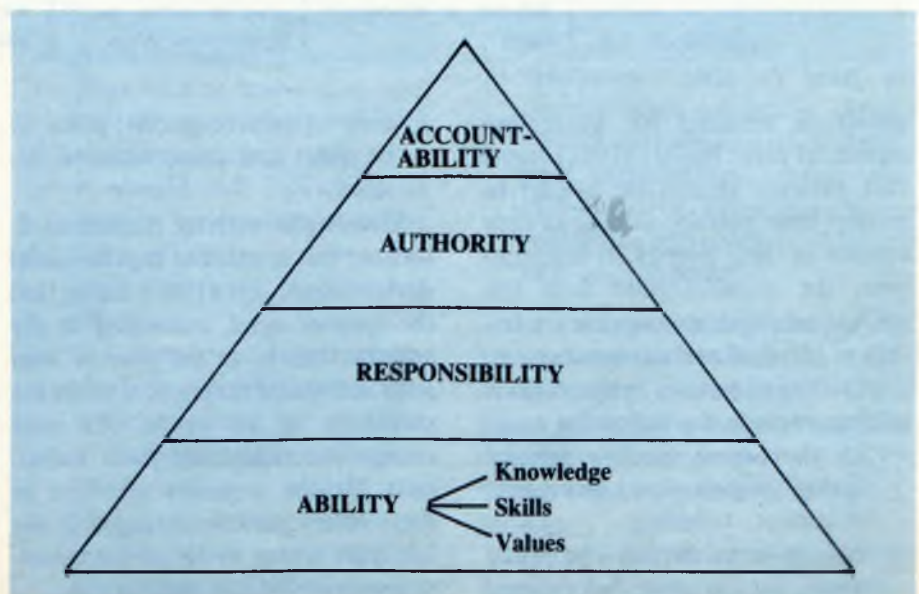 ACCOUNT-
ABILITY
AUTHORITY
RESPONSIBILITY
Knowledge
ABILITY Skills
Values